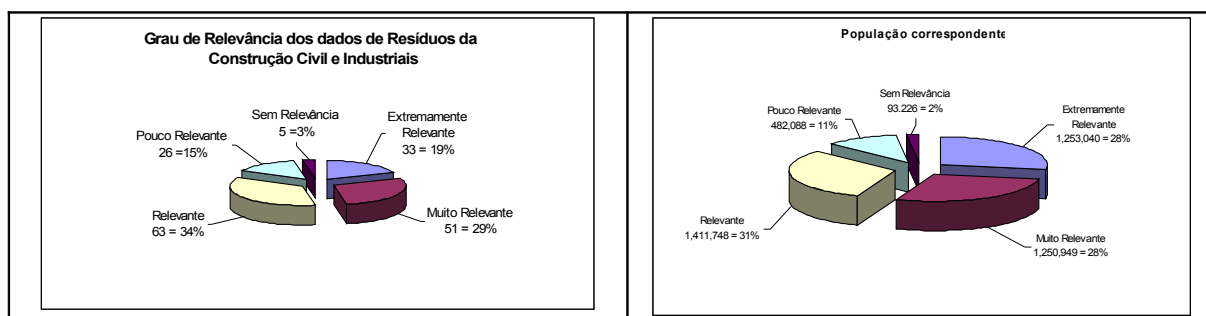 Grau de Relevância dos dados de Resíduos da
Construção Civil e Industriais
Sem Relevância
5 =3%
Extremamente
Relevante
33 = 19%
Pouco Relevante
26 =15%
Relevante
63 = 34%
Muito Relevante
51 = 29%
População correspondente
Sem Relevância
93.226 = 2%
Pouco Relevante
482,088 = 11%
Extremamente
Relevante
1,253,040 = 28%
Relevante
1,411,748 = 31%
Muito Relevante
1,250,949 = 28%